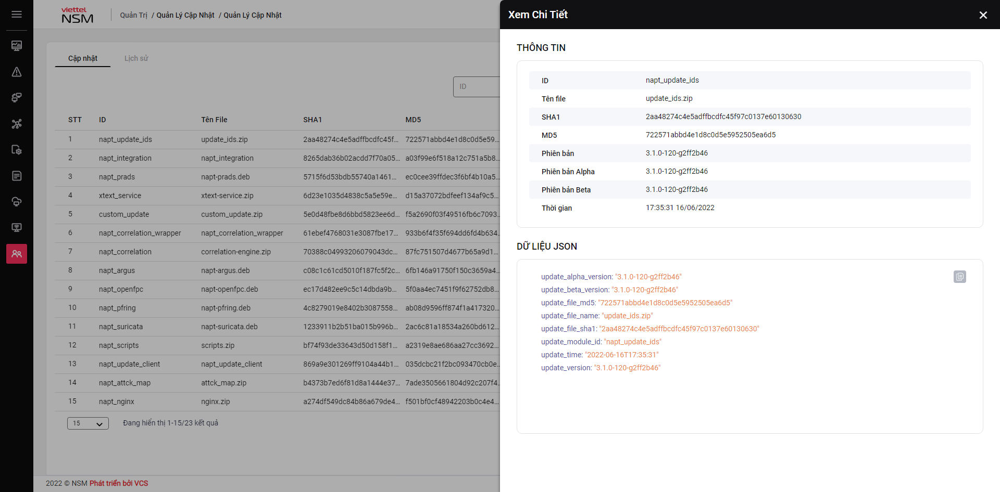 viettel
NSM
Quản Trị / Quản Lý Cập Nhật / Quản Lý Cập Nhật
Cập nhật
Lịch sử
ID
STT ID Tên File SHA1 MD5
1 napt_update_ids update_ids.zip 2aa48274c4e5adffbcdfc45f... 722571abbd4e1d8c0d5e59...
2 napt_integration napt_integration 8265dab36b02acdd7f70a05... a03f99e6f518a12c751a5b8...
3 napt_prads napt-prads.deb 5715f6d53bdb55740a1461... ec0cee39ffdec3f6bf4b10a5...
4 xtext_service xtext-service.zip 6d23e1035d4838c5a5e59e... d15a37072bdfeef134af9c5...
5 custom_update custom_update.zip 5e0d48fbe8d6bbd5823ee6d... f5a2690f03f49516fb6c7093...
6 napt_correlation_wrapper napt_correlation_wrapper 61ebef4768031e3087fbe17... 933b6f4f35f694dd6fd4b634...
7 napt_correlation correlation-engine.zip 70388c04993206079043dc... 87fc751507d4677b65a9d1...
8 napt_argus napt-argus.deb c08c1c61cd5010f187fc5f2c... 6fb146a91750f150c3659a4...
9 napt_openfpc napt-openfpc.deb ec17d482ee9c5c14dbda9b... 5f0aa4ec7451f9f62752db8...
10 napt_pfring napt-pfring.deb 4c8279019e8402b3087558... ab08d9596ff874f1a417320...
11 napt_suricata napt-suricata.deb 1233911b2b51ba015b996b... 2ac6c81a18534a260bd612...
12 napt_scripts scripts.zip bf74f93de33643d50d158f1... a2319e8ae686aa27cc3692...
13 napt_update_client napt_update_client 869a9e301269ff9104a44b1... 035dcbc21f2bc093470cb0e...
14 napt_attck_map attck_map.zip b4373b7ed6f81d8a1444e37... 7ade3505661804d92c207f4...
15 napt_nginx nginx.zip a274df549dc84b86a679de4... f501bf0cf48942203b0c4e4...
15 Đang hiển thị 1-15/23 kết quả
2022 © NSM Phát triển bởi VCS
Xem Chi Tiết
THÔNG TIN
ID napt_update_ids
Tên file update_ids.zip
SHA1 2aa48274c4e5adffbcdfc45f97c0137e60130630
MD5 722571abbd4e1d8c0d5e5952505ea6d5
Phiên bản 3.1.0-120-g2ff2b46
Phiên bản Alpha 3.1.0-120-g2ff2b46
Phiên bản Beta 3.1.0-120-g2ff2b46
Thời gian 17:35:31 16/06/2022
DỮ LIỆU JSON
update_alpha_version: "3.1.0-120-g2ff2b46"
update_beta_version: "3.1.0-120-g2ff2b46"
update_file_md5: "722571abbd4e1d8c0d5e5952505ea6d5"
update_file_name: "update_ids.zip"
update_file_sha1: "2aa48274c4e5adffbcdfc45f97c0137e60130630"
update_module_id: "napt_update_ids"
update_time: "2022-06-16T17:35:31"
update_version: "3.1.0-120-g2ff2b46"